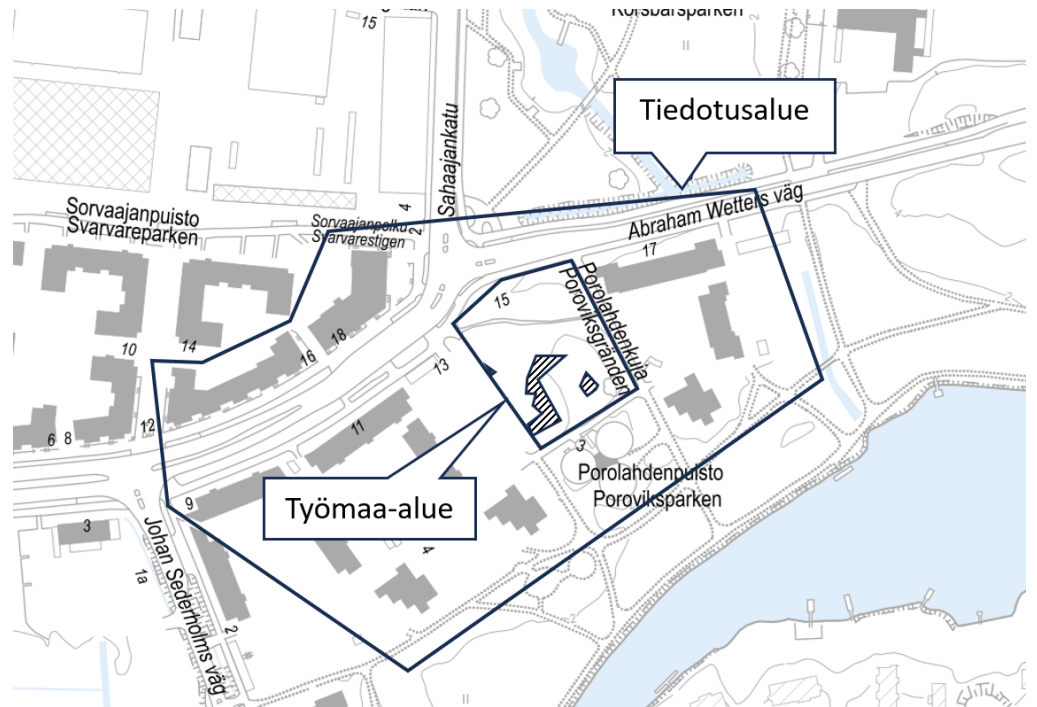 15
Korsbärsparken
2
Tiedotusalue
Sahaajankatu
Sorvaajanpuisto
Svarvareparken
4
2
Sorvaajanpolku
Svarvarestigen
Abraham Wetters väg
17
Porolahdenkuja
Poroviksgränden
15
18
16
14
10
13
12
11
6 8
3
Porolahdenpuisto
Poroviksparken
9
Työmaa-alue
3
4
1a
Johan Sederholms väg
2
2